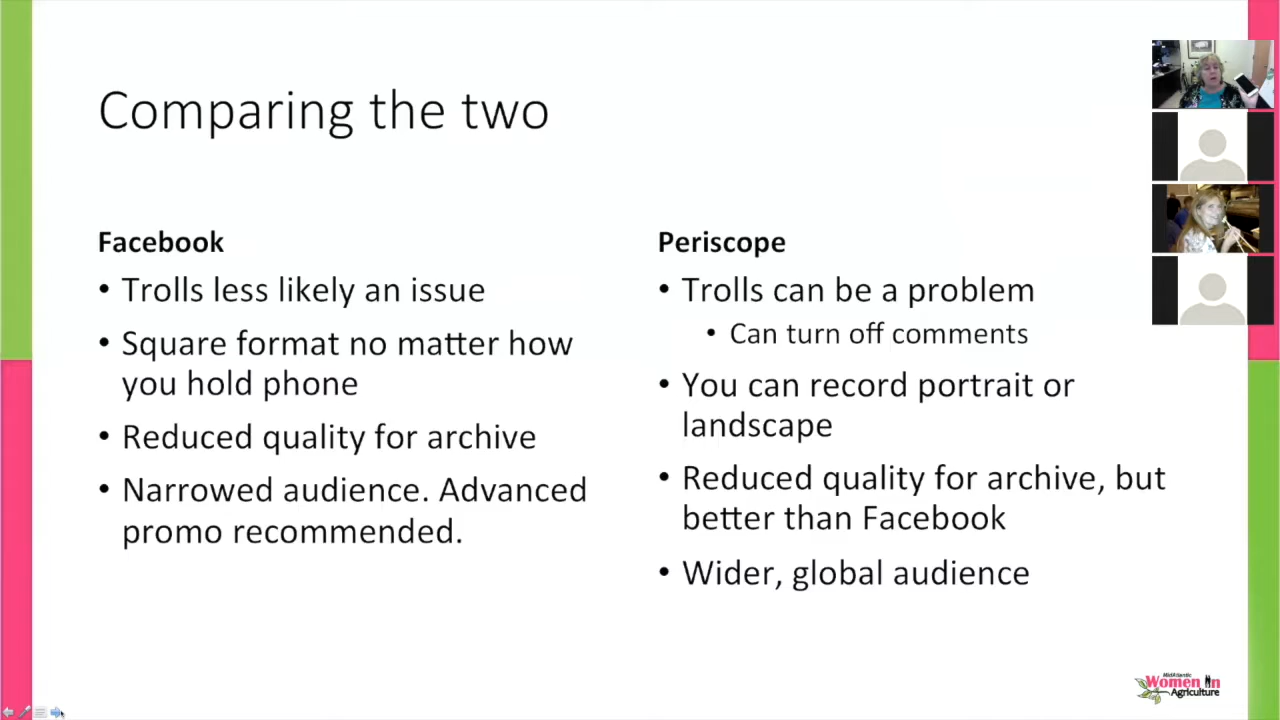 Comparing the two
Facebook
• Trolls less likely an issue
• Square format no matter how
you hold phone
• Reduced quality for archive
• Narrowed audience. Advanced
promo recommended.
Periscope
• Trolls can be a problem
• Can turn off comments
• You can record portrait or
landscape
• Reduced quality for archive, but
better than Facebook
• Wider, global audience
MidAtlantic
Women In
Agriculture